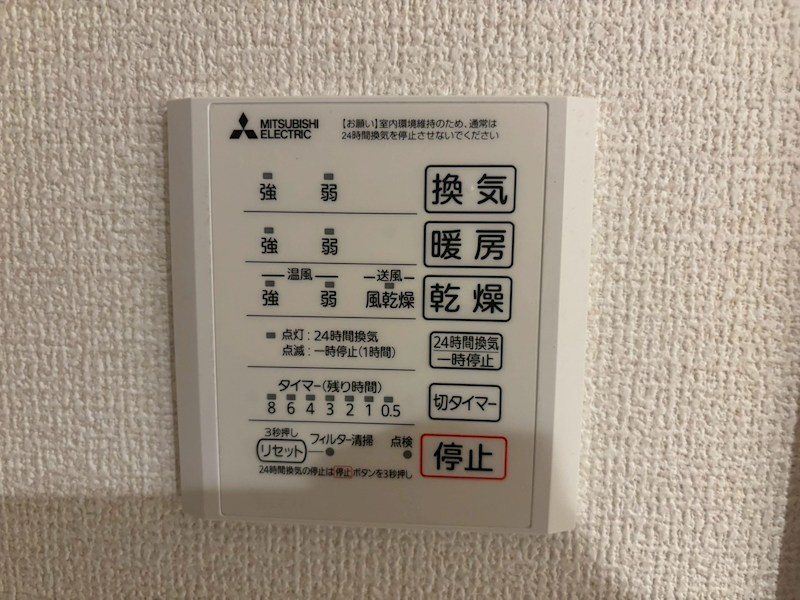 MITSUBISHI
ELECTRIC
【お願い】室内環境維持のため、通常は
24時間換気を停止させないでください
強 弱 換気
強 弱 暖房
温風 送風
強 弱 風乾燥 乾燥
点灯：24時間換気
点滅：一時停止(1時間)
24時間換気
一時停止
タイマー(残り時間)
8 6 4 3 2 1 0.5
切タイマー
3秒押し
リセット フィルター清掃 点検
停止
24時間換気の停止は停止ボタンを3秒押し